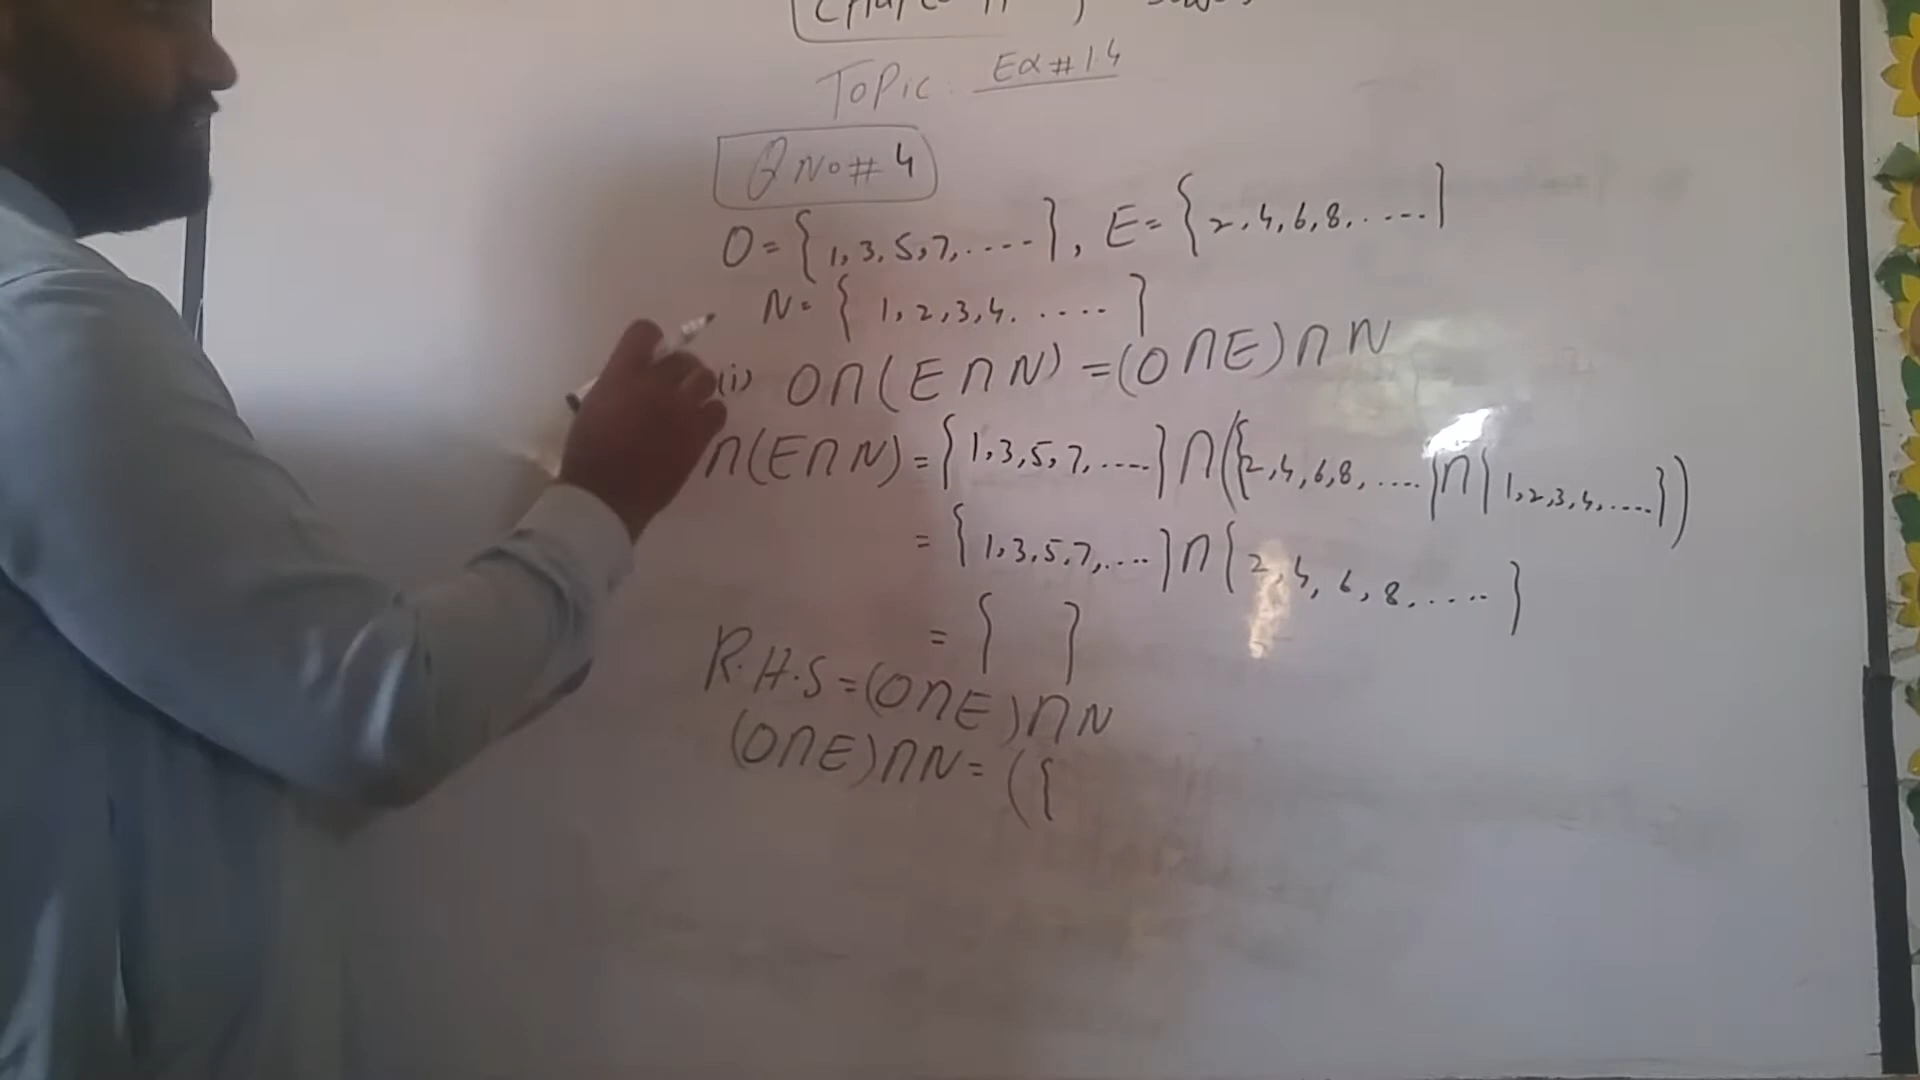 Topic: Ex#1.4
Q No# 4
O = {1, 3, 5, 7, .....}, E = {2, 4, 6, 8, .....}
N = { 1, 2, 3, 4, ..... }
(i) O∩(E∩N) = (O∩E)∩N
∩(E∩N) = {1, 3, 5, 7, .....} ∩ ({2, 4, 6, 8, .....} ∩ {1, 2, 3, 4, .....})
= {1, 3, 5, 7, .....} ∩ {2, 4, 6, 8, .....}
= { }
R.H.S = (O∩E)∩N
(O∩E)∩N = ({